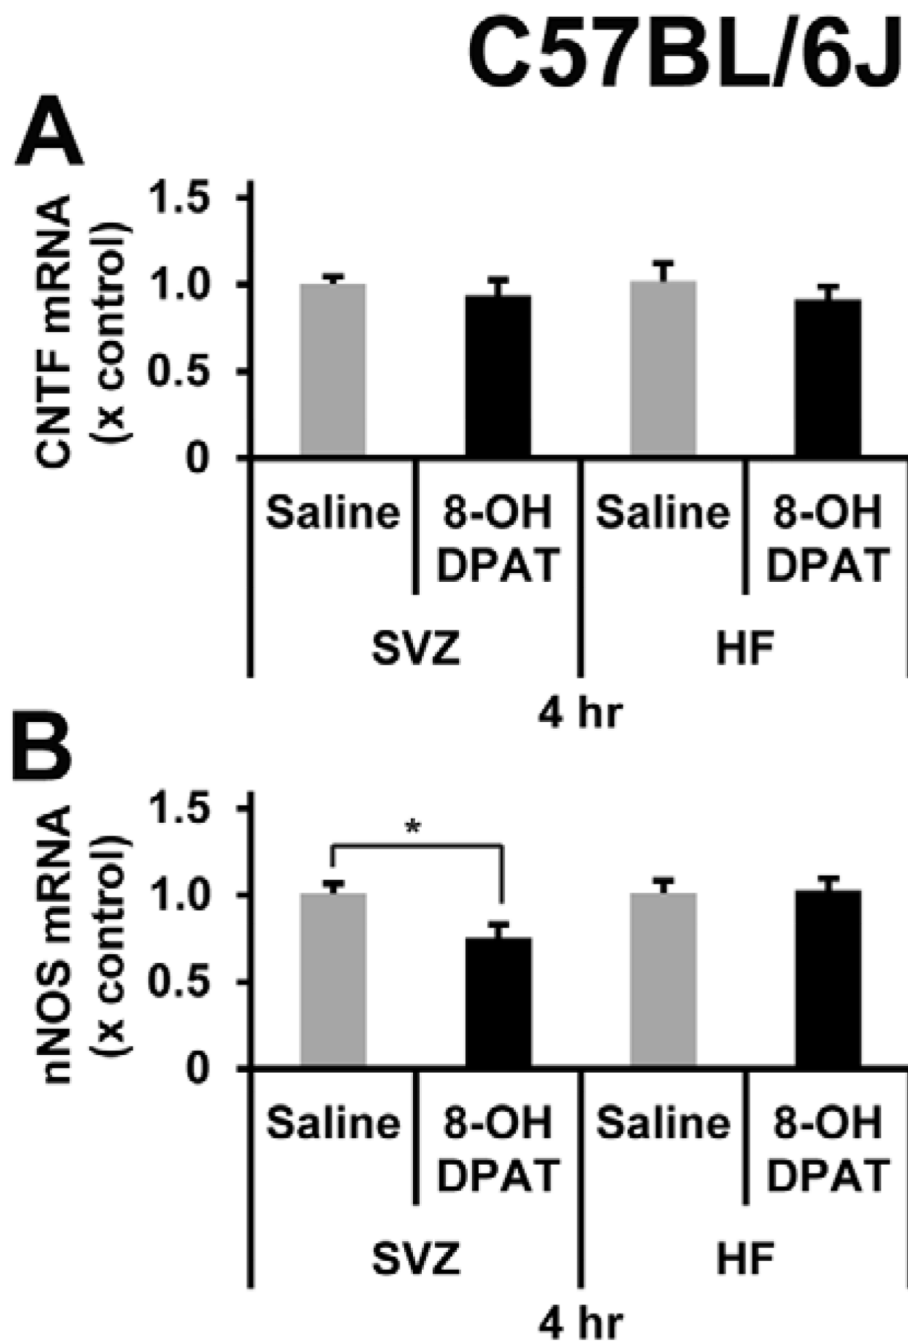 C57BL/6J
A
CNTF mRNA
(x control)
1.5
1.0
0.5
0
Saline
8-OH
DPAT
Saline
8-OH
DPAT
SVZ
HF
4 hr
B
nNOS mRNA
(x control)
1.5
*
1.0
0.5
0
Saline
8-OH
DPAT
Saline
8-OH
DPAT
SVZ
HF
4 hr